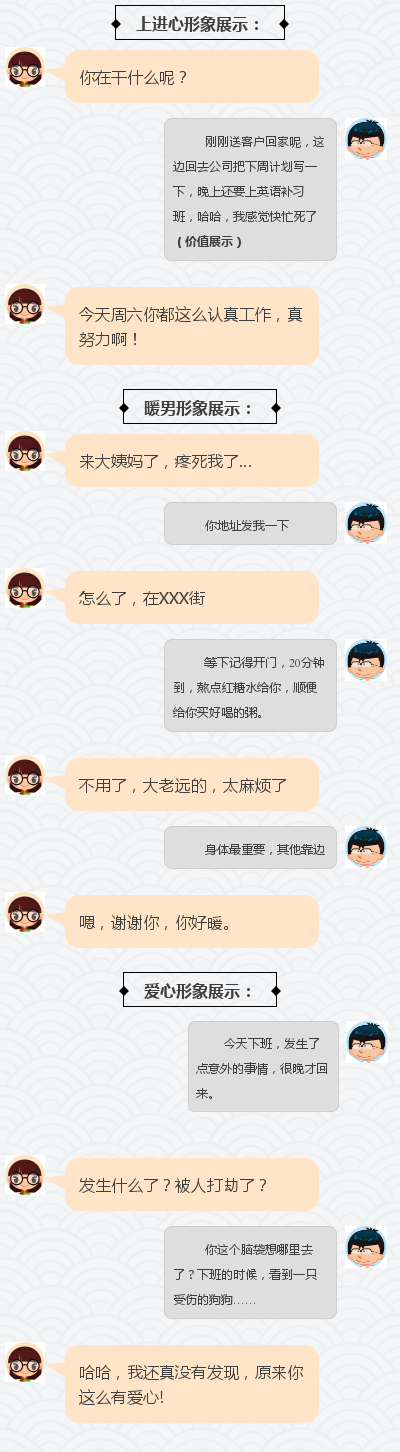 上进心形象展示：
你在干什么呢？
刚刚送客户回家呢，这
边回去公司把下周计划写一
下，晚上还要上英语补习
班，哈哈，我感觉快忙死了
（价值展示）
今天周六你都这么认真工作，真
努力啊！
暖男形象展示：
来大姨妈了，疼死我了...
你地址发我一下
怎么了，在XXX街
等下记得开门，20分钟
到，熬点红糖水给你，顺便
给你买好喝的粥。
不用了，大老远的，太麻烦了
身体最重要，其他靠边
嗯，谢谢你，你好暖。
爱心形象展示：
今天下班，发生了
点意外的事情，很晚才回
来。
发生什么了？被人打劫了？
你这个脑袋想哪里去
了？下班的时候，看到一只
受伤的狗狗……
哈哈，我还真没有发现，原来你
这么有爱心!